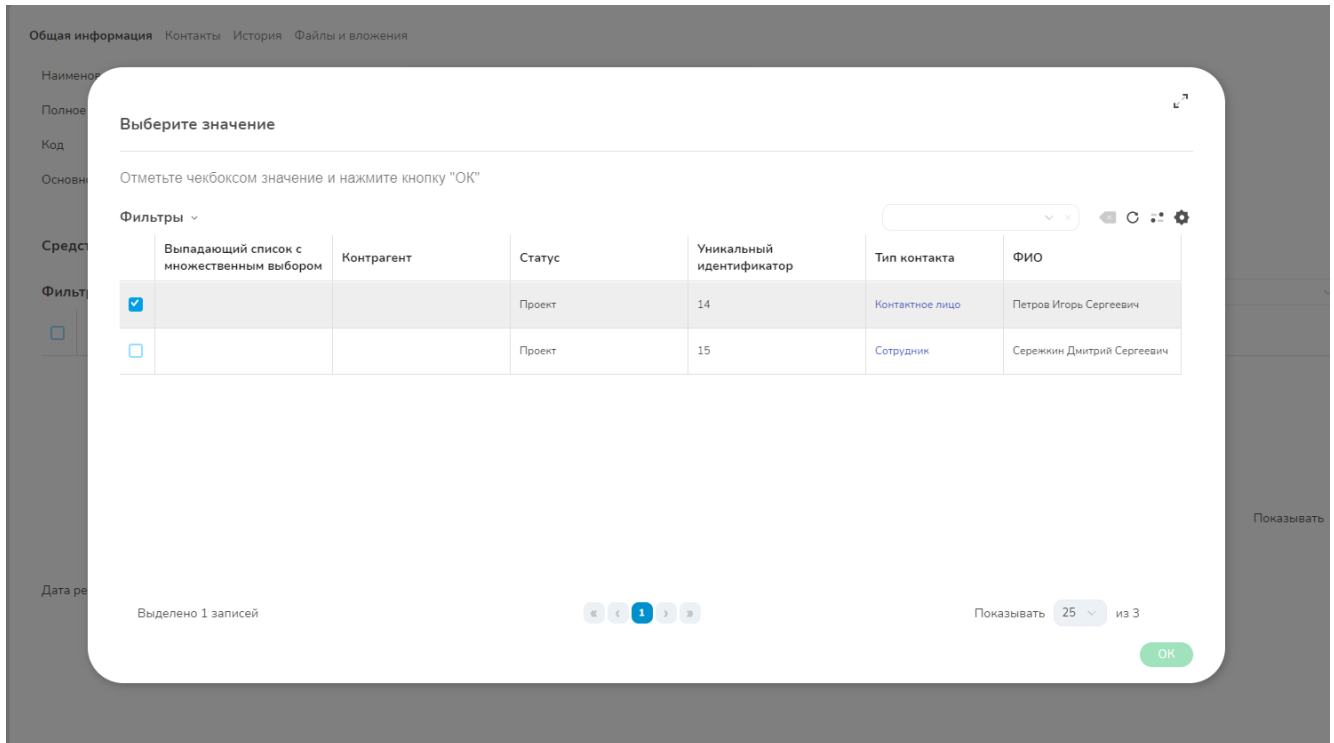 Общая информация Контакты История Файлы и вложения
Наименов
Полное
Код
Основн
Средст
Фильт
Дата ре
Показывать
Выберите значение
Отметьте чекбоксом значение и нажмите кнопку "ОК"
Фильтры
Выпадающий список с множественным выбором Контрагент Статус Уникальный идентификатор Тип контакта ФИО
Проект 14 Контактное лицо Петров Игорь Сергеевич
Проект 15 Сотрудник Сережкин Дмитрий Сергеевич
Выделено 1 записей « ‹ 1 › » Показывать 25 из 3
ОК